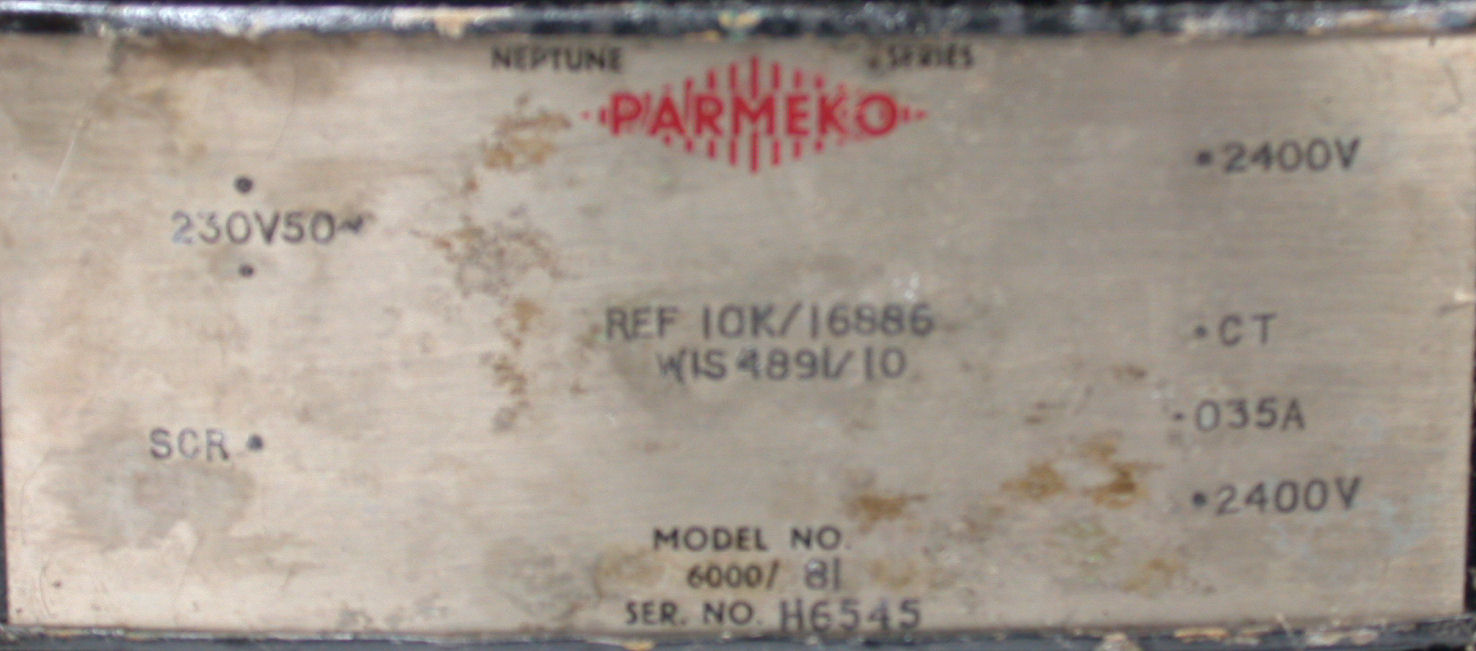 NEPTUNE SERIES
PARMEKO
•2400V
230V50~
REF 10K/16886
WIS4891/10
•CT
SCR •
·035A
•2400V
MODEL NO.
6000/ 81
SER. NO. H6545